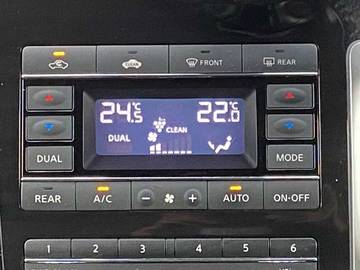 FRONT REAR
24.5°C 22.0°C
DUAL CLEAN
DUAL MODE
REAR A/C − + AUTO ON·OFF
1 2 3 4 5 6